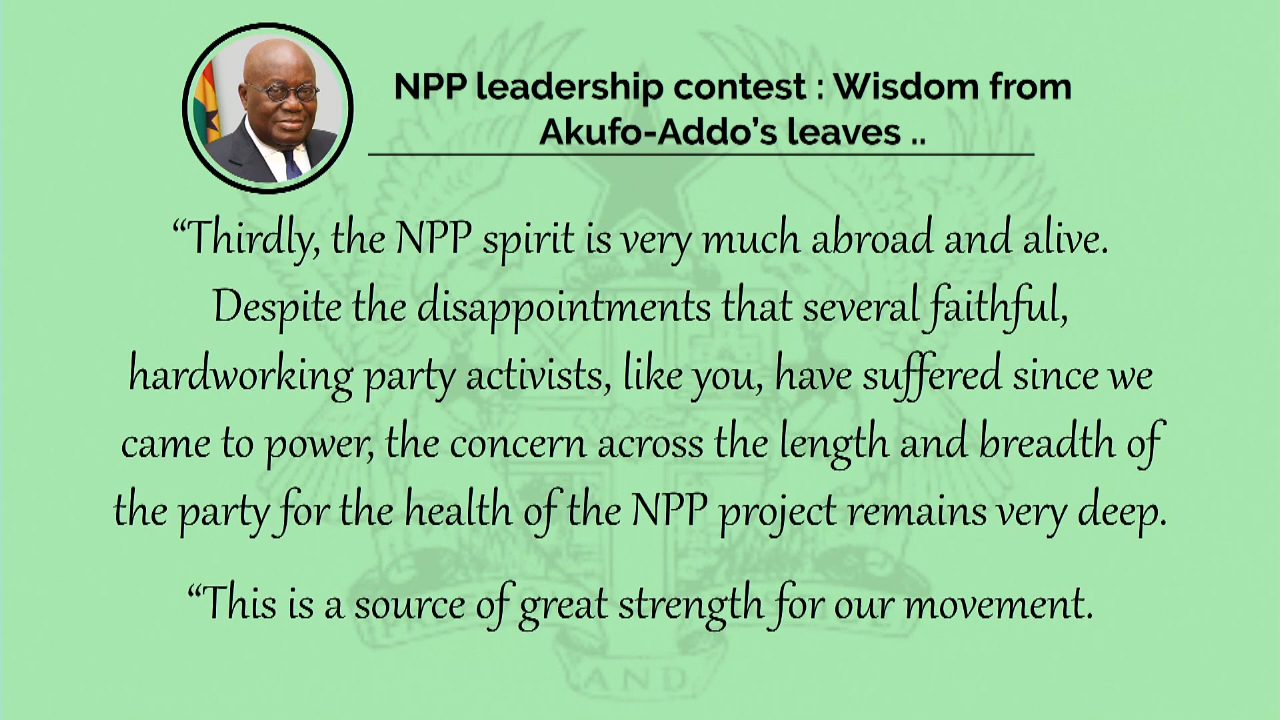 NPP leadership contest : Wisdom from
Akufo-Addo’s leaves ..
“Thirdly, the NPP spirit is very much abroad and alive.
Despite the disappointments that several faithful,
hardworking party activists, like you, have suffered since we
came to power, the concern across the length and breadth of
the party for the health of the NPP project remains very deep.
“This is a source of great strength for our movement.
AND